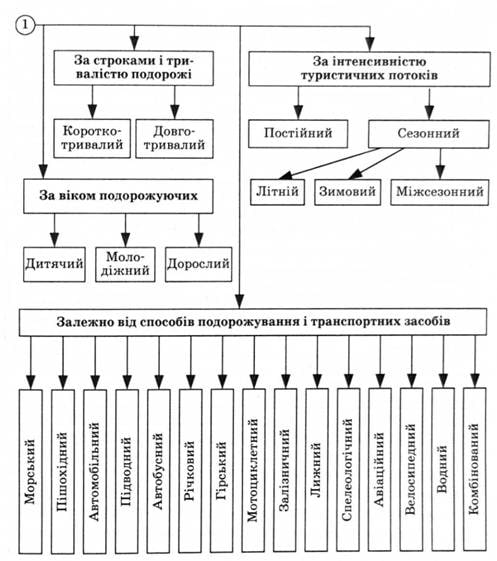 1
За строками і три-
валістю подорожі
За інтенсивністю
туристичних потоків
Коротко-
тривалий
Довго-
тривалий
Постійний
Сезонний
Літній
Зимовий
Міжсезонний
За віком подорожуючих
Дитячий
Моло-
діжний
Дорослий
Залежно від способів подорожування і транспортних засобів
Морський
Пішохідний
Автомобільний
Підводний
Автобусний
Річковий
Гірський
Мотоциклетний
Залізничний
Лижний
Спелеологічний
Авіаційний
Велосипедний
Водний
Комбінований